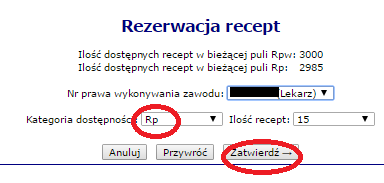 Rezerwacja recept
Ilość dostępnych recept w bieżącej puli Rpw: 3000
Ilość dostępnych recept w bieżącej puli Rp: 2985
Nr prawa wykonywania zawodu: (Lekarz)
Kategoria dostępności: Rp Ilość recept: 15
Anuluj Przywróć Zatwierdź →